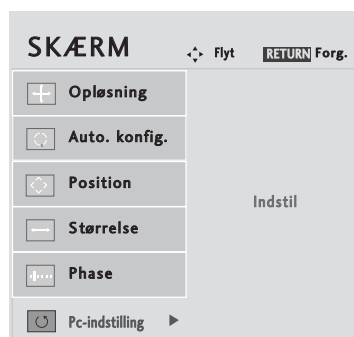 SKÆRM
Flyt RETURN Forg.
Opløsning
Auto. konfig.
Position
Størrelse
Phase
Pc-indstilling
Indstil